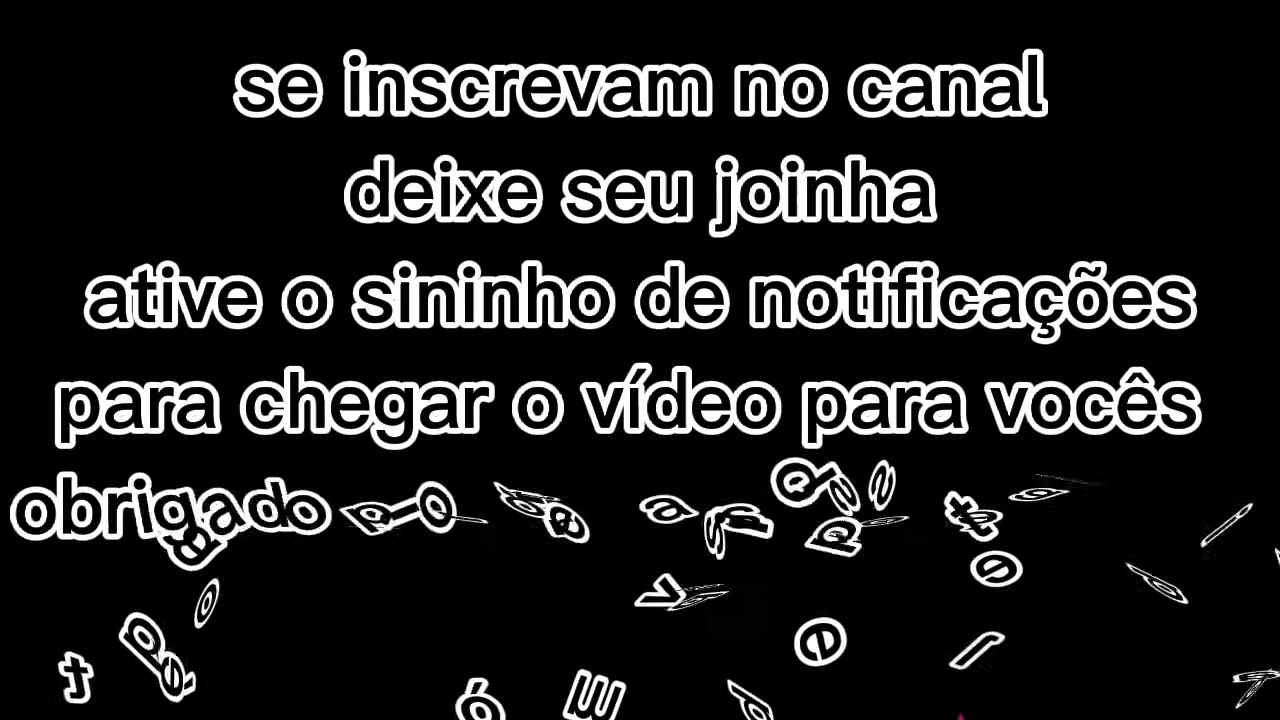 se inscrevam no canal
deixe seu joinha
ative o sininho de notificações
para chegar o vídeo para vocês
obrigado